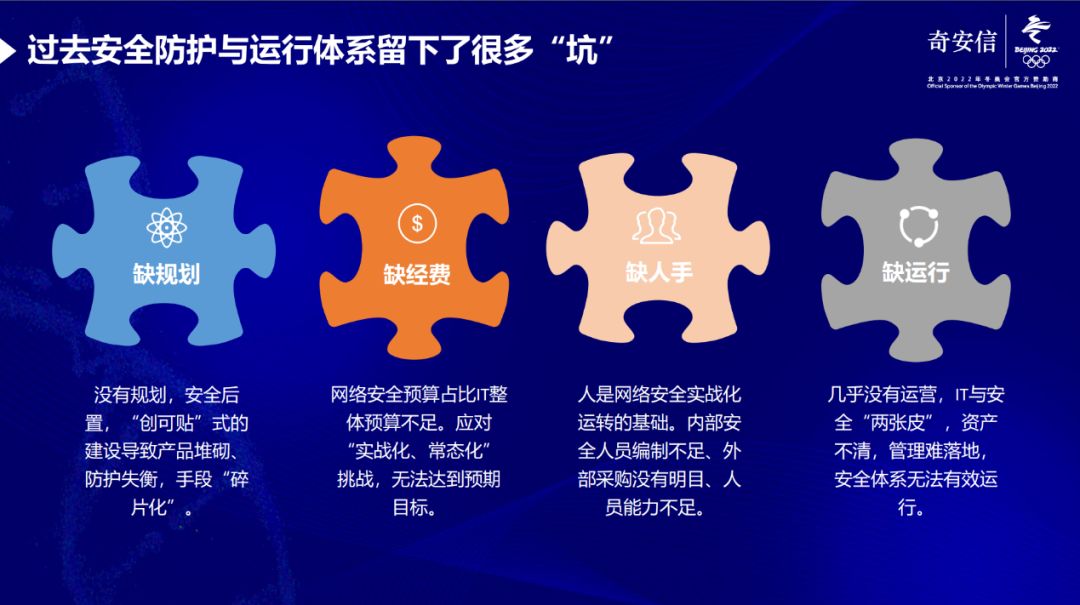 过去安全防护与运行体系留下了很多“坑”
奇安信
BEIJING 2022
北京2022年冬奥会官方赞助商
Official Sponsor of the Olympic Winter Games Beijing 2022
$
缺规划
缺经费
缺人手
缺运行
没有规划，安全后
置，“创可贴”式的
建设导致产品堆砌、
防护失衡，手段“碎
片化”。
网络安全预算占比IT整
体预算不足。应对
“实战化、常态化”
挑战，无法达到预期
目标。
人是网络安全实战化
运转的基础。内部安
全人员编制不足、外
部采购没有明目、人
员能力不足。
几乎没有运营，IT与安
全“两张皮”，资产
不清，管理难落地，
安全体系无法有效运
行。